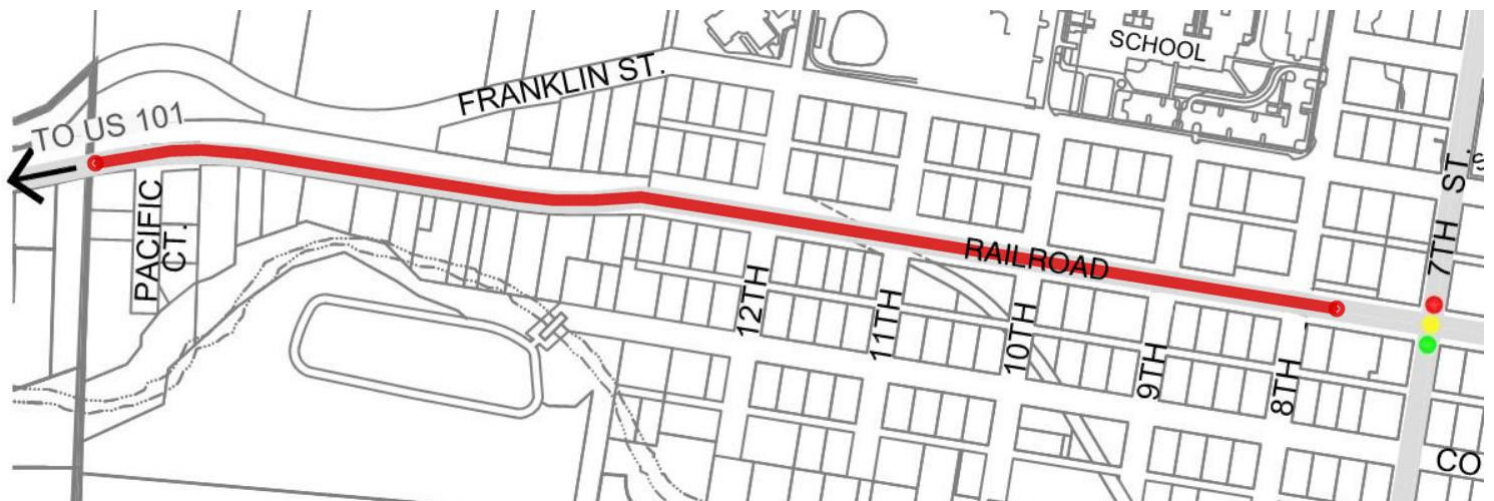 SCHOOL
FRANKLIN ST.
TO US 101
7TH ST.
PACIFIC
CT.
RAILROAD
12TH
11TH
10TH
9TH
8TH
CO